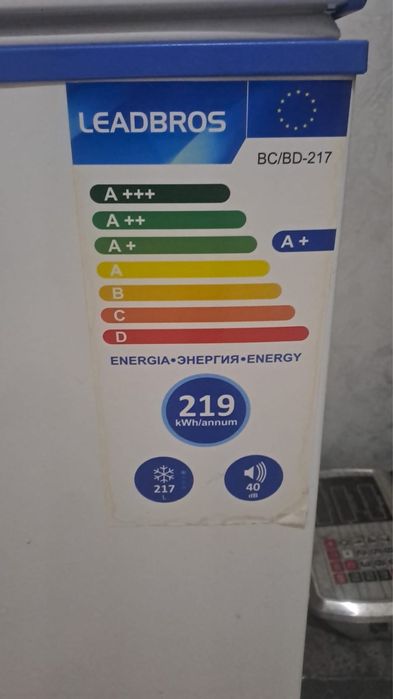 LEADBROS
BC/BD-217
A +++
A ++
A +
A +
A
B
C
D
ENERGIA•ЭНЕРГИЯ•ENERGY
219
kWh/annum
217
L
40
dB